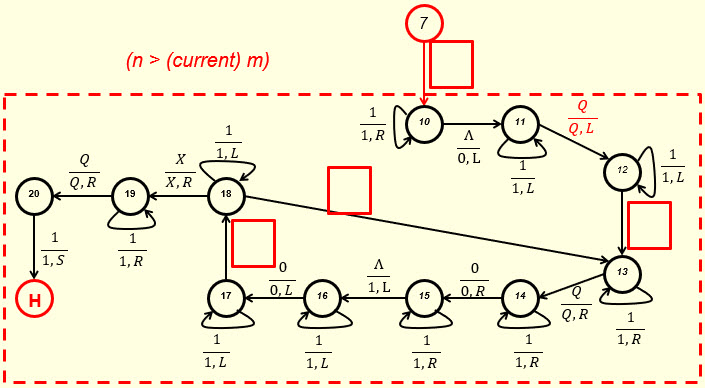 7
(n > (current) m)
1
1, R
10
Λ
0, L
11
1
1, L
Q
Q, L
12
1
1, L
1
1, L
20
Q
Q, R
19
1
1, R
X
X, R
18
1
1, S
H
17
1
1, L
0
0, L
16
1
1, L
Λ
1, L
15
1
1, R
0
0, R
14
1
1, R
Q
Q, R
13
1
1, R